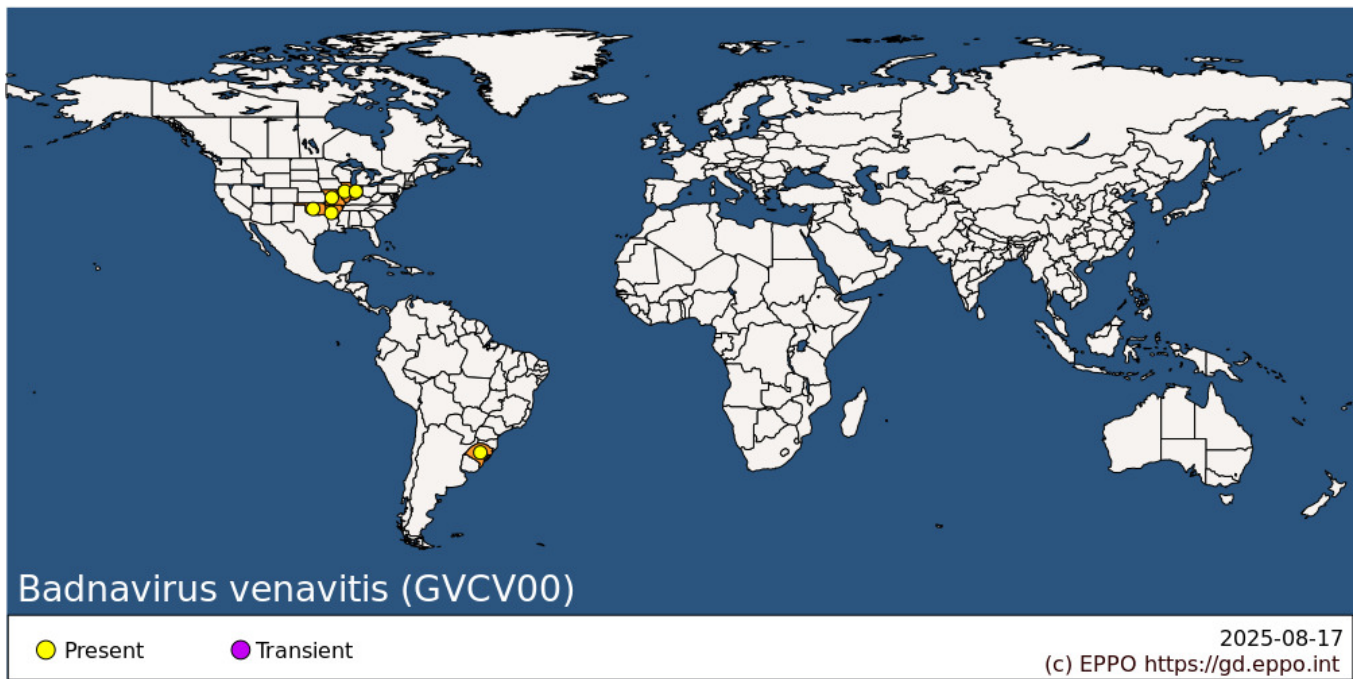 Badnavirus venavitis (GVCV00)
Present
Transient
2025-08-17
(c) EPPO https://gd.eppo.int